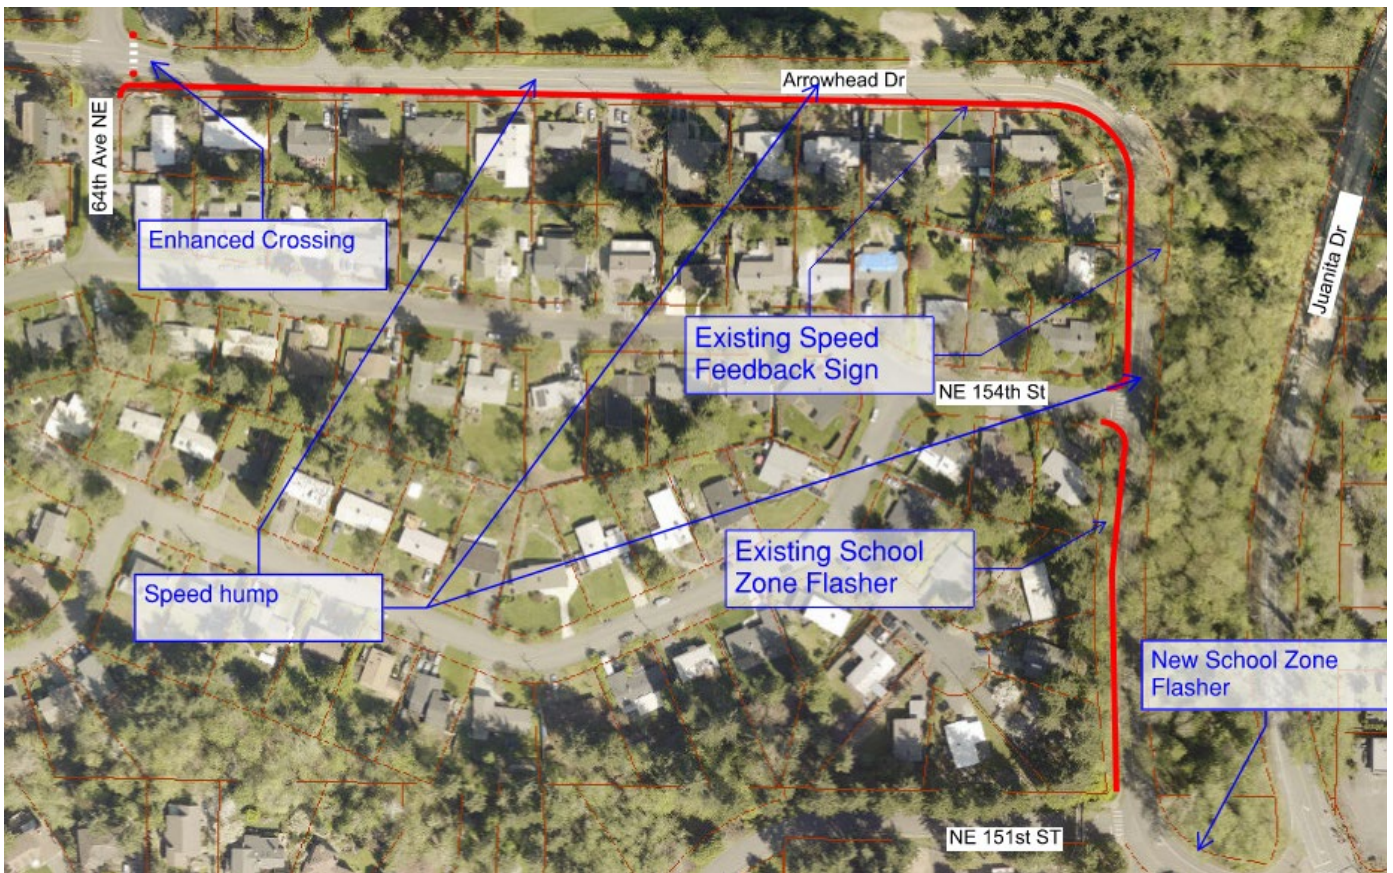 Arrowhead Dr
64th Ave NE
Enhanced Crossing
Juanita Dr
Existing Speed
Feedback Sign
NE 154th St
Existing School
Zone Flasher
Speed hump
New School Zone
Flasher
NE 151st ST